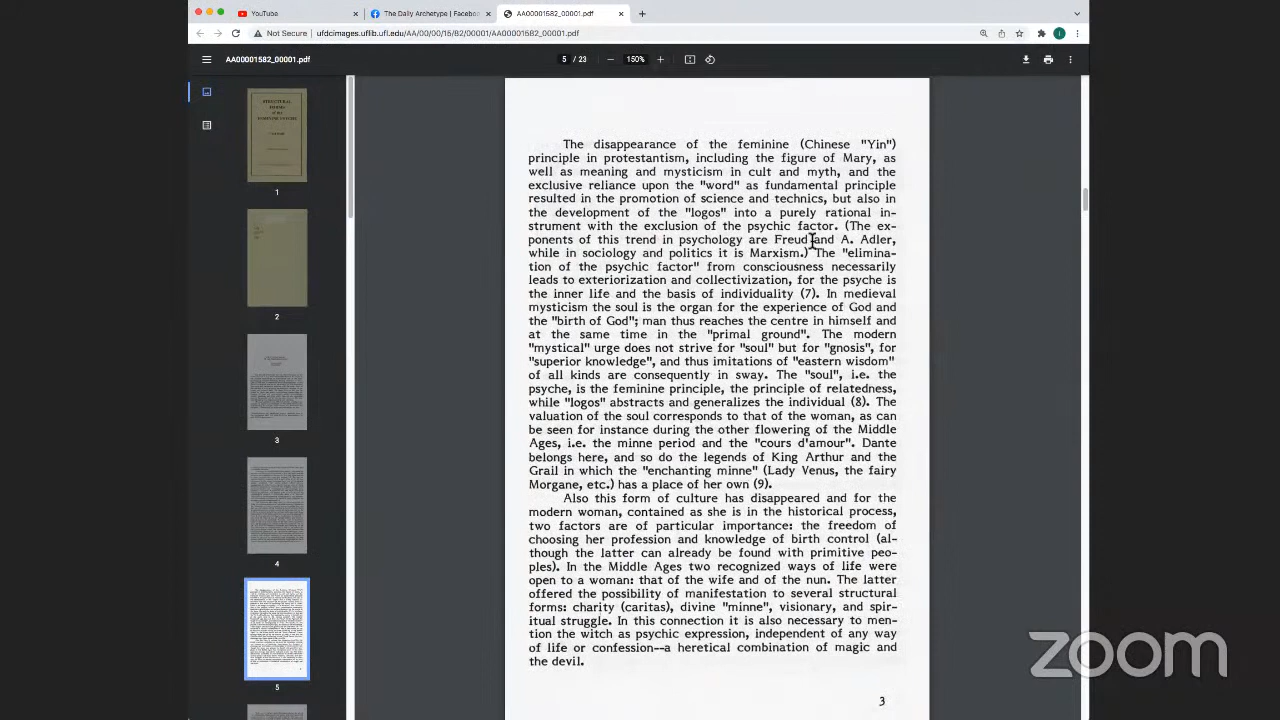 YouTube
The Daily Archetype | Facebo
AA00001582_00001.pdf
Not Secure | ufdcimages.uflib.ufl.edu/AA/00/00/15/82/00001/AA00001582_00001.pdf
AA00001582_00001.pdf
5 / 23
150%
STRUCTURAL
FORMS
of the
FEMININE PSYCHE
1
2
3
4
5
The disappearance of the feminine (Chinese "Yin")
principle in protestantism, including the figure of Mary, as
well as meaning and mysticism in cult and myth, and the
exclusive reliance upon the "word" as fundamental principle
resulted in the promotion of science and technics, but also in
the development of the "logos" into a purely rational in-
strument with the exclusion of the psychic factor. (The ex-
ponents of this trend in psychology are Freud and A. Adler,
while in sociology and politics it is Marxism.) The "elimina-
tion of the psychic factor" from consciousness necessarily
leads to exteriorization and collectivization, for the psyche is
the inner life and the basis of individuality (7). In medieval
mysticism the soul is the organ for the experience of God and
the "birth of God"; man thus reaches the centre in himself and
at the same time in the "primal ground". The modern
"mystical" urge does not strive for "soul" but for "gnosis", for
"superior knowledge", and thus imitations of "eastern wisdom"
of all kinds are consequently in sway. The "soul", i.e. the
psyche, is the feminine principle, the principle of relatedness,
while "logos" abstracts and generalizes the individual (8). The
valuation of the soul corresponds to that of the woman, as can
be seen for instance during the other flowering of the Middle
Ages, i.e. the minne period and the "cours d'amour". Dante
belongs here, and so do the legends of King Arthur and the
Grail in which the "enchanting minne" (Lady Venus, the fairy
Morgane, etc.) has a place of her own (9).
Also this form of culture has disappeared and for the
modern woman, contained as she is in the historical process,
two factors are of particular importance: the freedom of
choosing her profession and knowledge of birth control (al-
though the latter can already be found with primitive peo-
ples). In the Middle Ages two recognized ways of life were
open to a woman: that of the wife and of the nun. The latter
offered the possibility of manifestation to several structural
forms: charity (caritas), divine "minne", visionary, and spir-
itual struggle. In this connection it is also necessary to men-
tion the witch as psychic expression, independent of any way
of life or confession--a heretical combination of magic and
the devil.
3
zoom